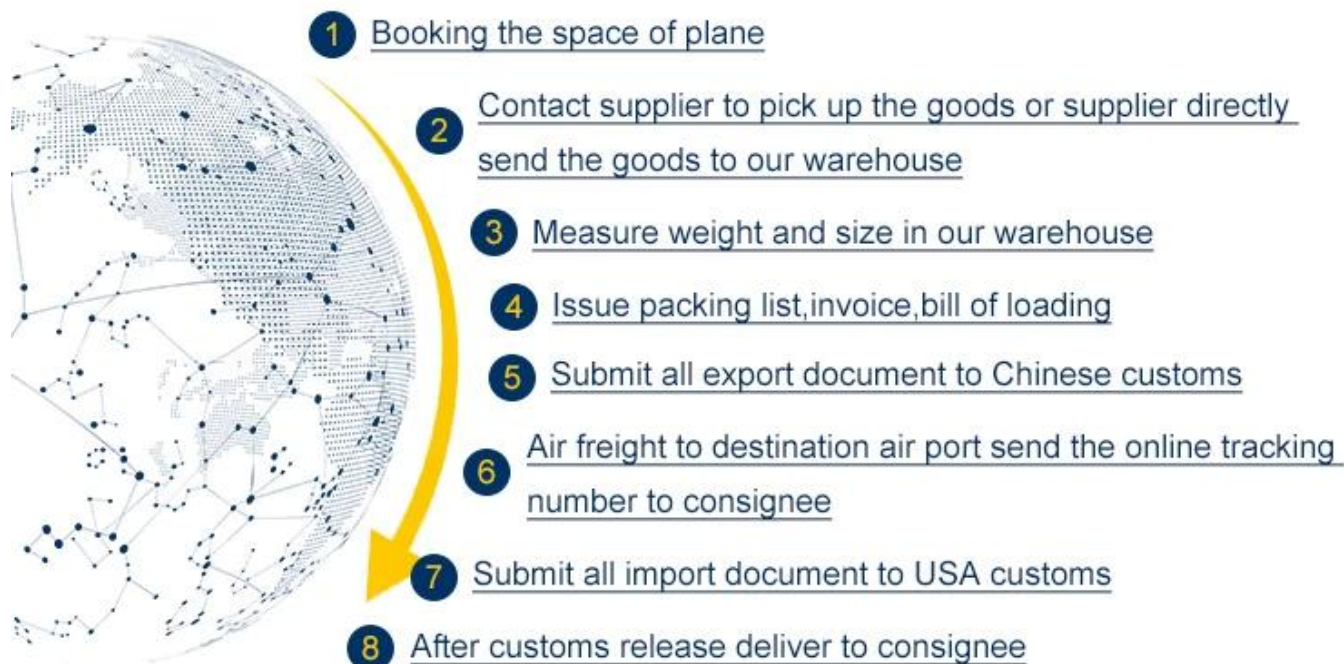 1 Booking the space of plane
2 Contact supplier to pick up the goods or supplier directly
send the goods to our warehouse
3 Measure weight and size in our warehouse
4 Issue packing list,invoice,bill of loading
5 Submit all export document to Chinese customs
6 Air freight to destination air port send the online tracking
number to consignee
7 Submit all import document to USA customs
8 After customs release deliver to consignee